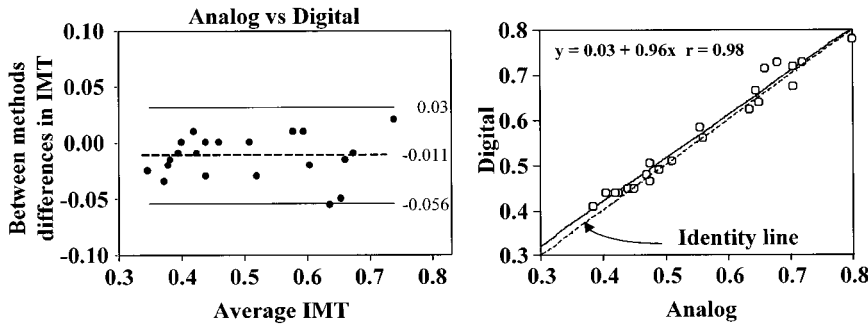 Analog vs Digital
Between methods
differences in IMT
0.10
0.05
0.00
-0.05
-0.10
0.03
-0.011
-0.056
0.3 0.4 0.5 0.6 0.7 0.8
Average IMT
y = 0.03 + 0.96x r = 0.98
Digital
0.8
0.7
0.6
0.5
0.4
0.3
Identity line
0.3 0.4 0.5 0.6 0.7 0.8
Analog